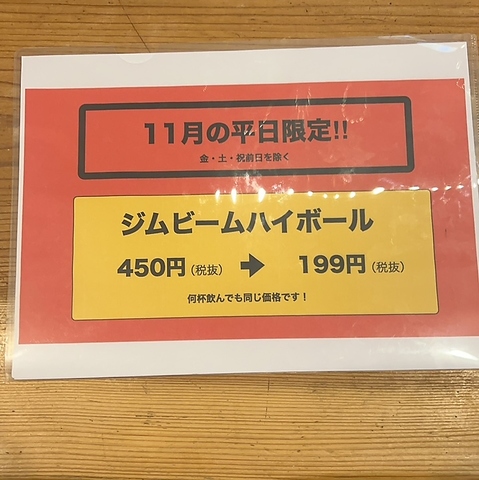 11月の平日限定!!
金・土・祝前日を除く
ジムビームハイボール
450円(税抜) ➡ 199円(税抜)
何杯飲んでも同じ価格です！